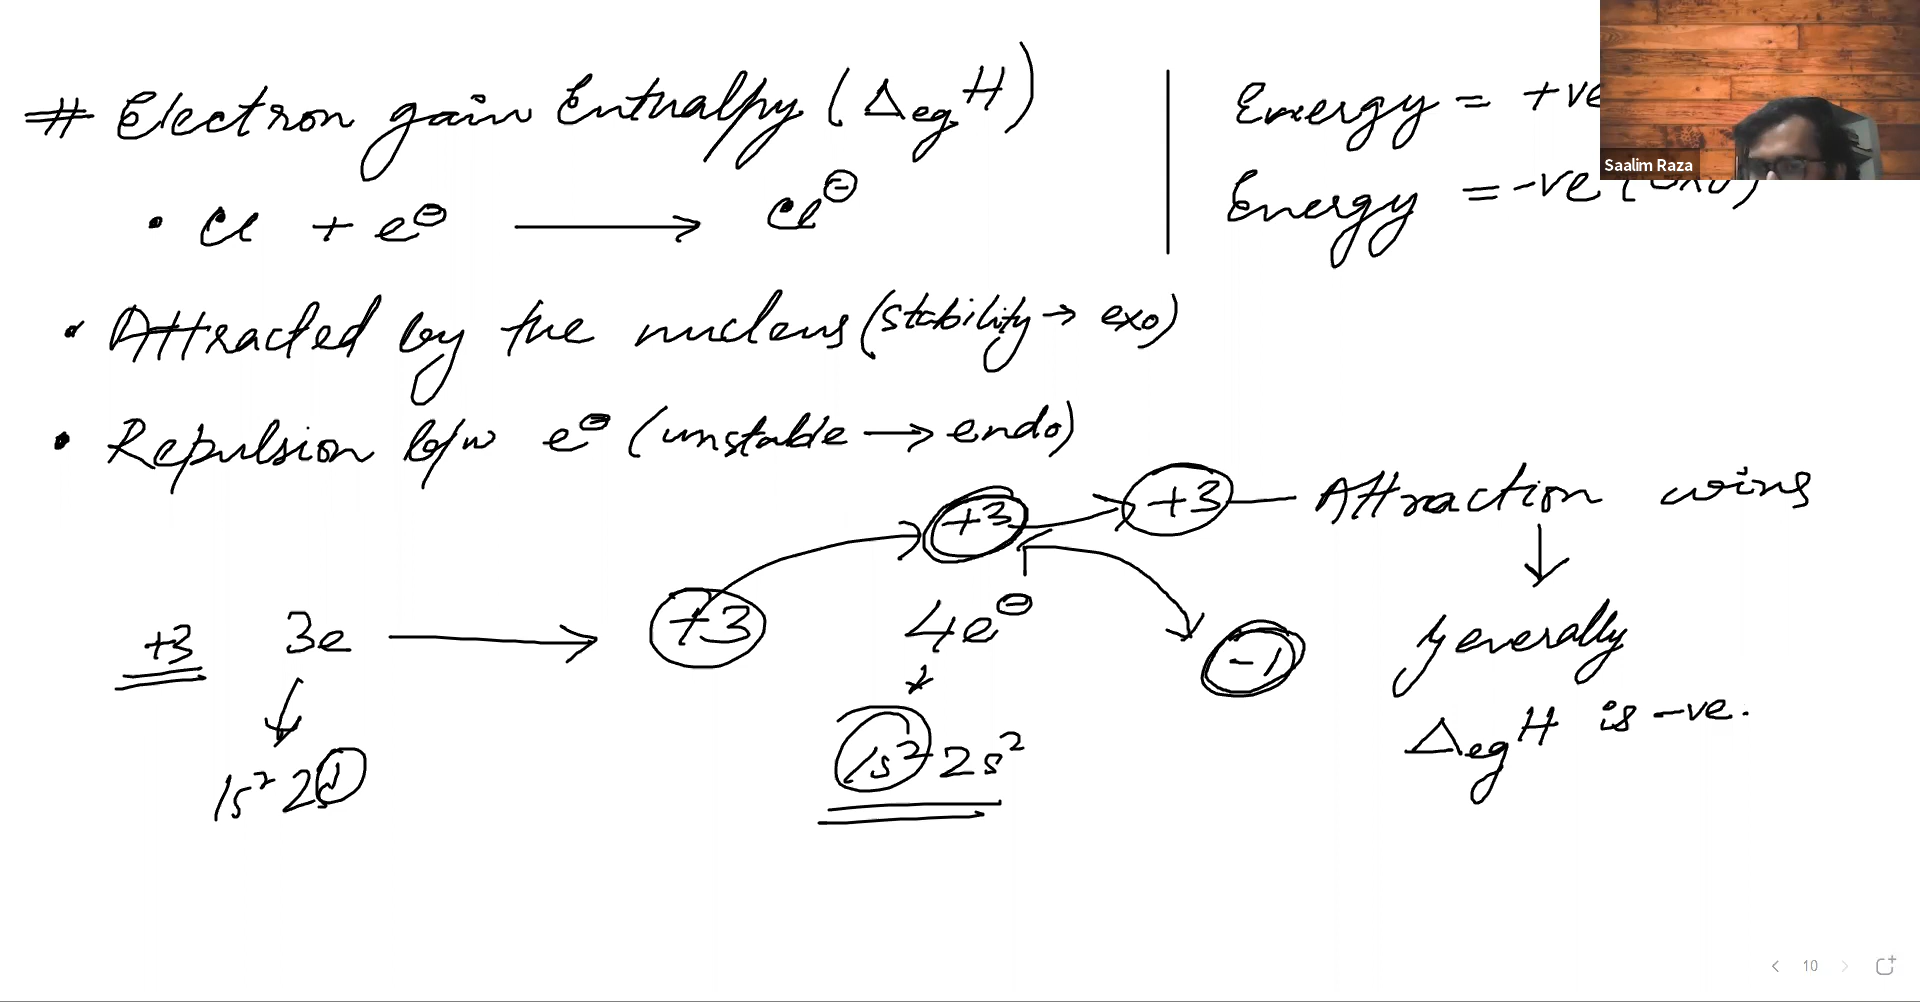 # Electron gain Enthalpy (ΔegH)
Energy = +ve
• Cl + e⊖ → Cl⊖
Energy = -ve (exo)
Saalim Raza
• Attracted by the nucleus (stability → exo)
• Repulsion b/w e⊖ (unstable → endo)
+3 → +3 — Attraction wins
↓
+3 3e → +3 4e⊖ -1 generally
ΔegH is -ve.
1s² 2s¹
1s² 2s²
10